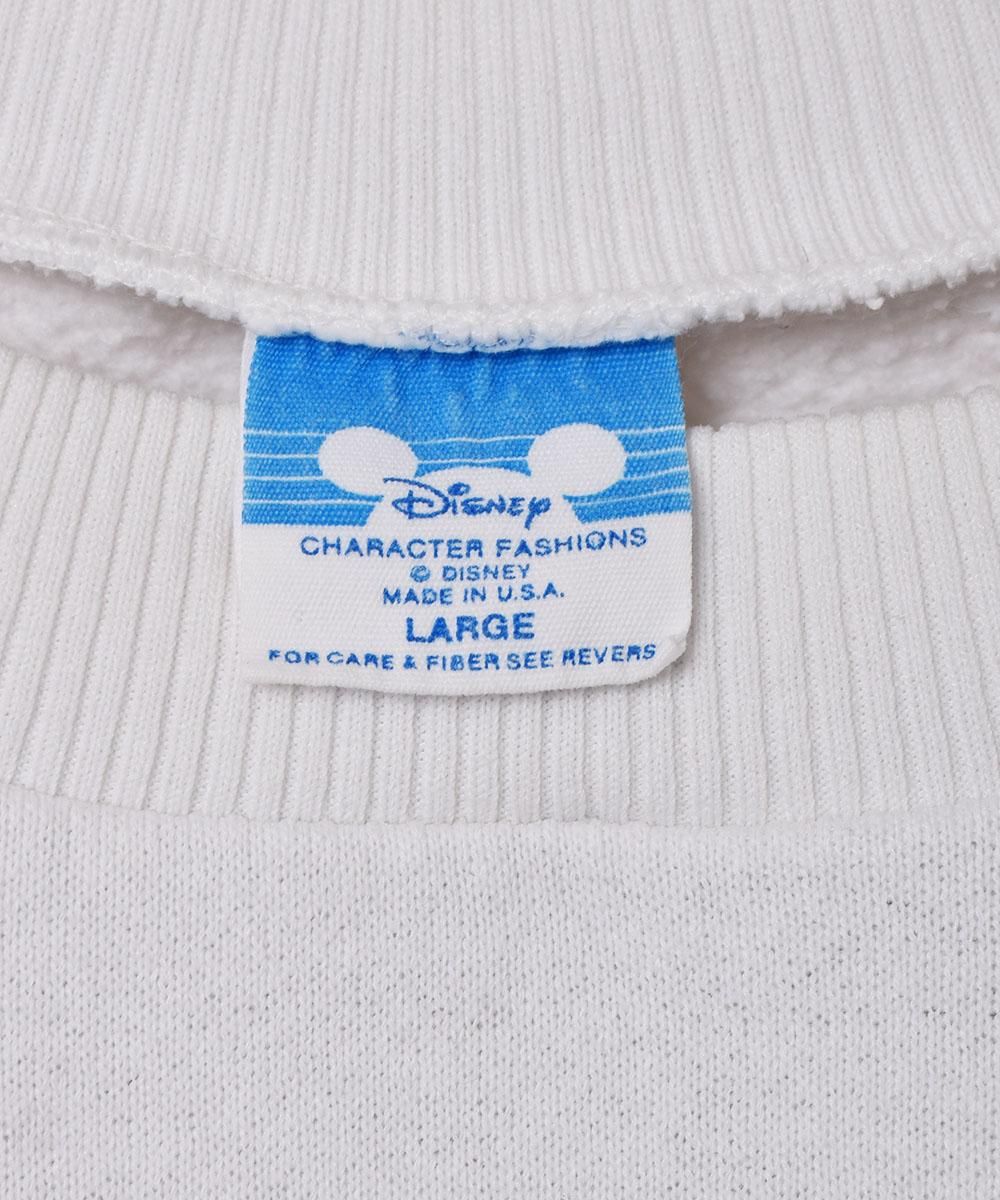 Disney
CHARACTER FASHIONS
© DISNEY
MADE IN U.S.A.
LARGE
FOR CARE & FIBER SEE REVERS